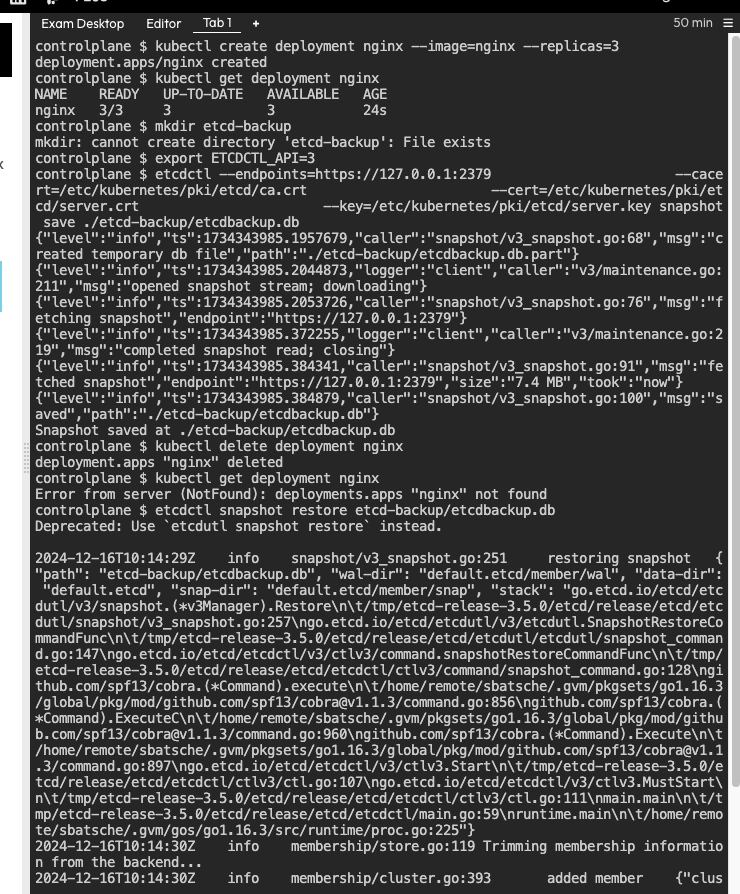 Exam Desktop Editor Tab 1 + 50 min
controlplane $ kubectl create deployment nginx --image=nginx --replicas=3
deployment.apps/nginx created
controlplane $ kubectl get deployment nginx
NAME READY UP-TO-DATE AVAILABLE AGE
nginx 3/3 3 3 24s
controlplane $ mkdir etcd-backup
mkdir: cannot create directory 'etcd-backup': File exists
controlplane $ export ETCDCTL_API=3
controlplane $ etcdctl --endpoints=https://127.0.0.1:2379 --cace
rt=/etc/kubernetes/pki/etcd/ca.crt --cert=/etc/kubernetes/pki/et
cd/server.crt --key=/etc/kubernetes/pki/etcd/server.key snapshot
save ./etcd-backup/etcdbackup.db
{"level":"info","ts":1734343985.1957679,"caller":"snapshot/v3_snapshot.go:68","msg":"c
reated temporary db file","path":"./etcd-backup/etcdbackup.db.part"}
{"level":"info","ts":1734343985.2044873,"logger":"client","caller":"v3/maintenance.go:
211","msg":"opened snapshot stream; downloading"}
{"level":"info","ts":1734343985.2053726,"caller":"snapshot/v3_snapshot.go:76","msg":"f
etching snapshot","endpoint":"https://127.0.0.1:2379"}
{"level":"info","ts":1734343985.372255,"logger":"client","caller":"v3/maintenance.go:2
19","msg":"completed snapshot read; closing"}
{"level":"info","ts":1734343985.384341,"caller":"snapshot/v3_snapshot.go:91","msg":"fe
tched snapshot","endpoint":"https://127.0.0.1:2379","size":"7.4 MB","took":"now"}
{"level":"info","ts":1734343985.384879,"caller":"snapshot/v3_snapshot.go:100","msg":"s
aved","path":"./etcd-backup/etcdbackup.db"}
Snapshot saved at ./etcd-backup/etcdbackup.db
controlplane $ kubectl delete deployment nginx
deployment.apps "nginx" deleted
controlplane $ kubectl get deployment nginx
Error from server (NotFound): deployments.apps "nginx" not found
controlplane $ etcdctl snapshot restore etcd-backup/etcdbackup.db
Deprecated: Use `etcdutl snapshot restore` instead.
2024-12-16T10:14:29Z info snapshot/v3_snapshot.go:251 restoring snapshot {
"path": "etcd-backup/etcdbackup.db", "wal-dir": "default.etcd/member/wal", "data-dir":
"default.etcd", "snap-dir": "default.etcd/member/snap", "stack": "go.etcd.io/etcd/etc
dutl/v3/snapshot.(*v3Manager).Restore\n\t/tmp/etcd-release-3.5.0/etcd/release/etcd/etc
dutl/snapshot/v3_snapshot.go:257\ngo.etcd.io/etcd/etcdutl/v3/etcdutl.SnapshotRestoreCo
mmandFunc\n\t/tmp/etcd-release-3.5.0/etcd/release/etcd/etcdutl/etcdutl/snapshot_comman
d.go:147\ngo.etcd.io/etcd/etcdctl/v3/ctlv3/command.snapshotRestoreCommandFunc\n\t/tmp/
etcd-release-3.5.0/etcd/release/etcd/etcdctl/ctlv3/command/snapshot_command.go:128\ngi
thub.com/spf13/cobra.(*Command).execute\n\t/home/remote/sbatsche/.gvm/pkgsets/go1.16.3
/global/pkg/mod/github.com/spf13/cobra@v1.1.3/command.go:856\ngithub.com/spf13/cobra.(
*Command).ExecuteC\n\t/home/remote/sbatsche/.gvm/pkgsets/go1.16.3/global/pkg/mod/githu
b.com/spf13/cobra@v1.1.3/command.go:960\ngithub.com/spf13/cobra.(*Command).Execute\n\t
/home/remote/sbatsche/.gvm/pkgsets/go1.16.3/global/pkg/mod/github.com/spf13/cobra@v1.1
.3/command.go:897\ngo.etcd.io/etcd/etcdctl/v3/ctlv3.Start\n\t/tmp/etcd-release-3.5.0/e
tcd/release/etcd/etcdctl/ctlv3/ctl.go:107\ngo.etcd.io/etcd/etcdctl/v3/ctlv3.MustStart\
n\t/tmp/etcd-release-3.5.0/etcd/release/etcd/etcdctl/ctlv3/ctl.go:111\nmain.main\n\t/t
mp/etcd-release-3.5.0/etcd/release/etcd/etcdctl/main.go:59\nruntime.main\n\t/home/remo
te/sbatsche/.gvm/gos/go1.16.3/src/runtime/proc.go:225"}
2024-12-16T10:14:30Z info membership/store.go:119 Trimming membership informatio
n from the backend...
2024-12-16T10:14:30Z info membership/cluster.go:393 added member {"clus